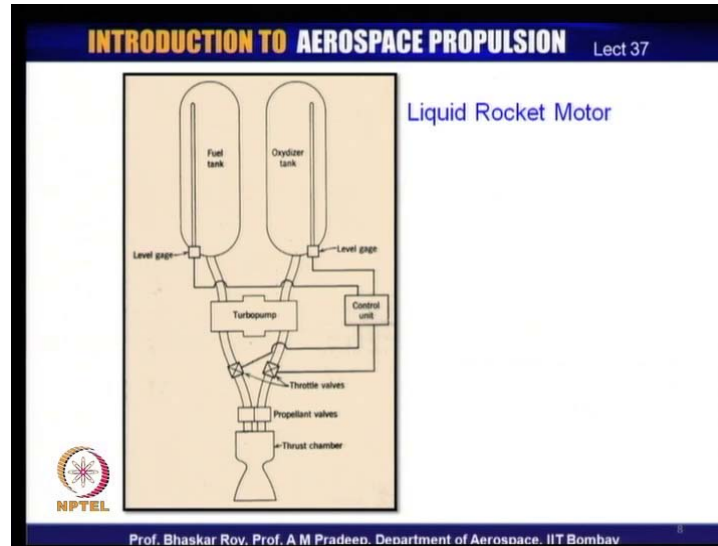 INTRODUCTION TO AEROSPACE PROPULSION Lect 37
Liquid Rocket Motor
Fuel
tank
Oxydizer
tank
Level gage
Level gage
Turbopump
Control
unit
Throttle valves
Propellant valves
Thrust chamber
NPTEL
8
Prof. Bhaskar Roy, Prof. A M Pradeep, Department of Aerospace, IIT Bombay